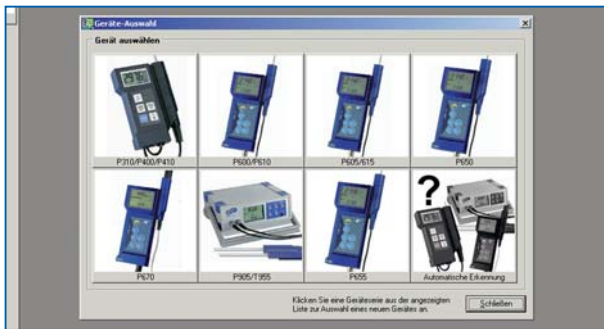 Geräte-Auswahl
Gerät auswählen
P310/P400/P410
P600/P610
P605/615
P650
P670
P905/T955
P655
?
Automatische Erkennung
Klicken Sie eine Geräteserie aus der angezeigten
Liste zur Auswahl eines neuen Gerätes an.
Schließen